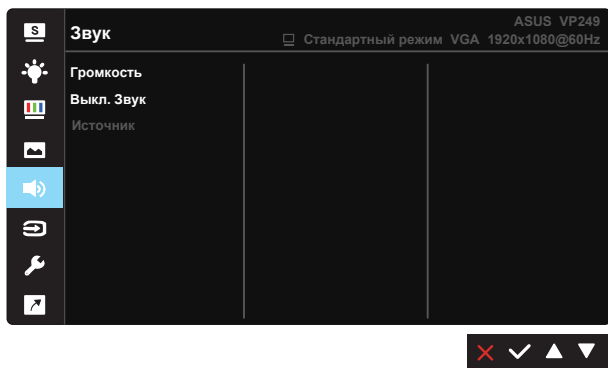 S
ASUS VP249
Звук
Стандартный режим VGA 1920x1080@60Hz
Громкость
Выкл. Звук
Источник